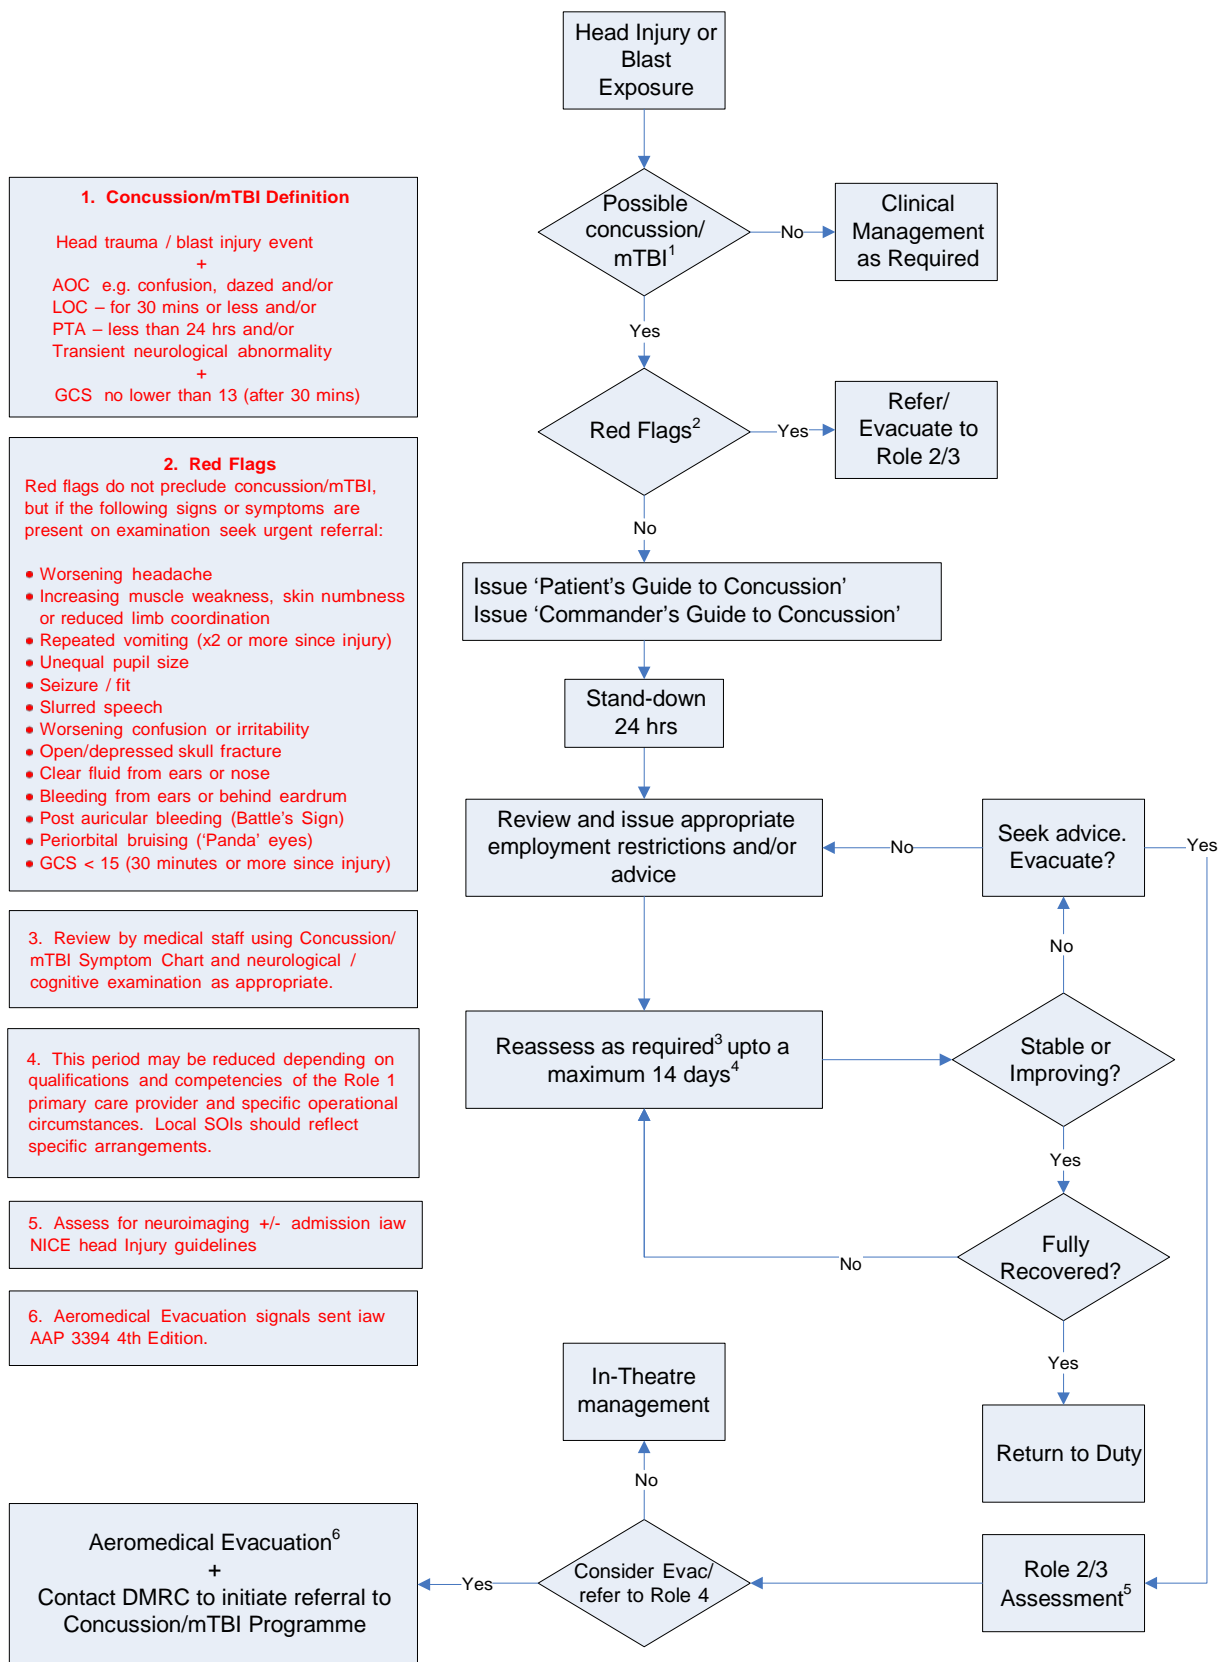 Head Injury or
Blast
Exposure
Possible
concussion/
mTBI1
No
Clinical
Management
as Required
Yes
Red Flags2
Yes
Refer/
Evacuate to
Role 2/3
No
Issue ‘Patient’s Guide to Concussion’
Issue ‘Commander’s Guide to Concussion’
Stand-down
24 hrs
Review and issue appropriate
employment restrictions and/or
advice
No
Seek advice.
Evacuate?
Yes
No
Reassess as required3 upto a
maximum 14 days4
Stable or
Improving?
Yes
No
Fully
Recovered?
Yes
Return to Duty
In-Theatre
management
No
Aeromedical Evacuation6
+
Contact DMRC to initiate referral to
Concussion/mTBI Programme
Yes
Consider Evac/
refer to Role 4
Role 2/3
Assessment5
1. Concussion/mTBI Definition
Head trauma / blast injury event
+
AOC e.g. confusion, dazed and/or
LOC – for 30 mins or less and/or
PTA – less than 24 hrs and/or
Transient neurological abnormality
+
GCS no lower than 13 (after 30 mins)
2. Red Flags
Red flags do not preclude concussion/mTBI,
but if the following signs or symptoms are
present on examination seek urgent referral:
• Worsening headache
• Increasing muscle weakness, skin numbness
or reduced limb coordination
• Repeated vomiting (x2 or more since injury)
• Unequal pupil size
• Seizure / fit
• Slurred speech
• Worsening confusion or irritability
• Open/depressed skull fracture
• Clear fluid from ears or nose
• Bleeding from ears or behind eardrum
• Post auricular bleeding (Battle’s Sign)
• Periorbital bruising (‘Panda’ eyes)
• GCS < 15 (30 minutes or more since injury)
3. Review by medical staff using Concussion/
mTBI Symptom Chart and neurological /
cognitive examination as appropriate.
4. This period may be reduced depending on
qualifications and competencies of the Role 1
primary care provider and specific operational
circumstances. Local SOIs should reflect
specific arrangements.
5. Assess for neuroimaging +/- admission iaw
NICE head Injury guidelines
6. Aeromedical Evacuation signals sent iaw
AAP 3394 4th Edition.